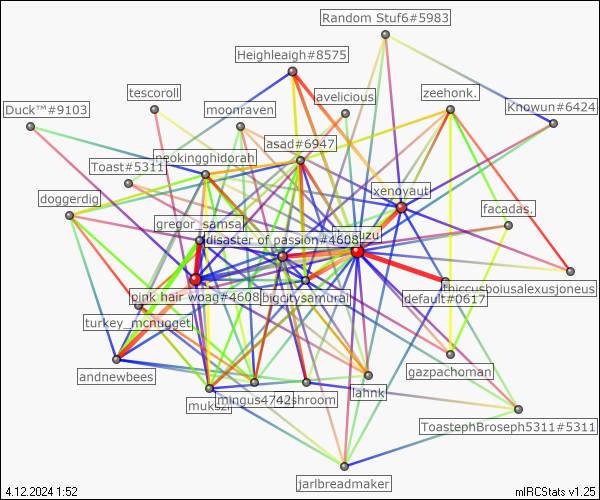 Random Stuf6#5983
Heighleaigh#8575
tescoroll
avelicious
zeehonk.
Duck™#9103
moonraven
Knowun#6424
asad#6947
neokingghidorah
Toast#5311
xenoyaut
doggerdig
facadas.
gregor_samsa
disaster of passion#4608
zu
thiccusboiusalexusjoneus
pink hair woag#4608
bigcitysamurai
default#0617
turkey_mcnugget
andnewbees
gazpachoman
lahnk
mukszi
mingus4742
shroom
ToastephBroseph5311#5311
jarlbreadmaker
4.12.2024 1:52
mIRCStats v1.25